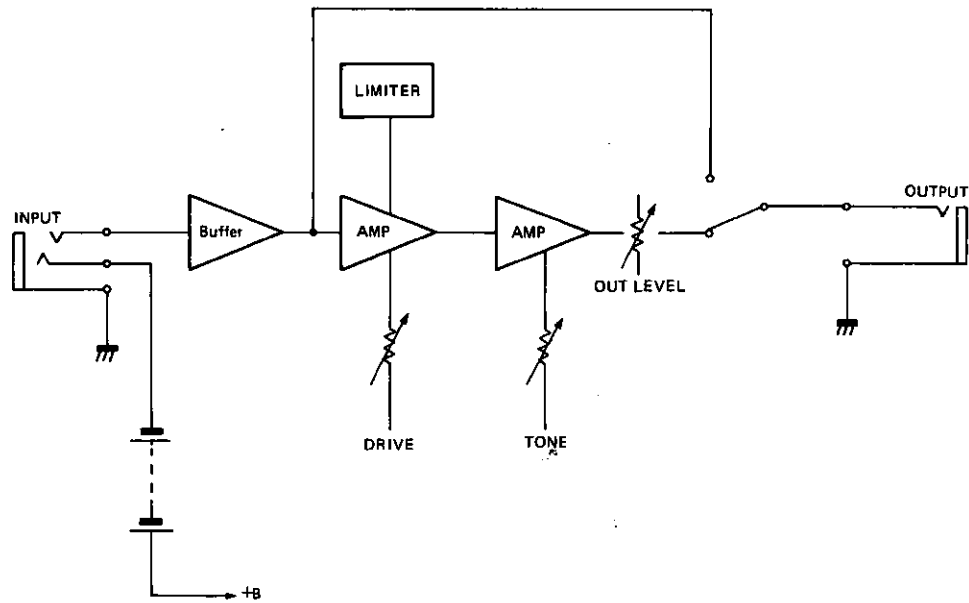 LIMITER
INPUT
Buffer
AMP
AMP
OUTPUT
OUT LEVEL
DRIVE
TONE
+B